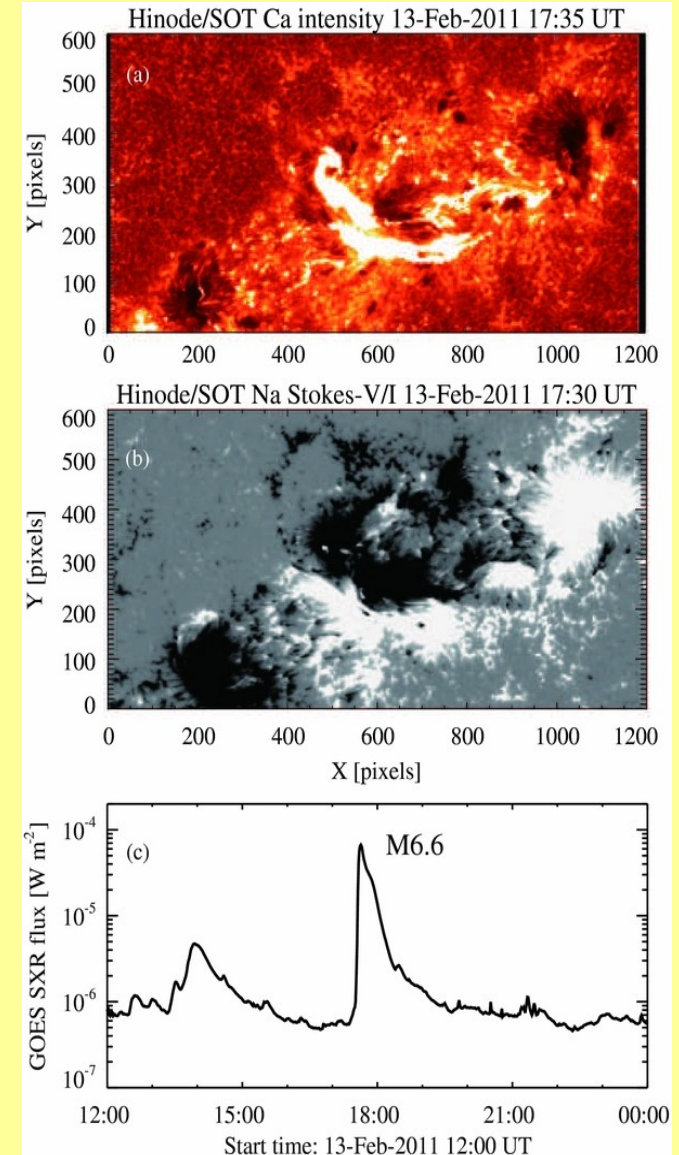 Hinode/SOT Ca intensity 13-Feb-2011 17:35 UT
(a)
Y [pixels]
600
500
400
300
200
100
0
0 200 400 600 800 1000 1200
Hinode/SOT Na Stokes-V/I 13-Feb-2011 17:30 UT
(b)
Y [pixels]
600
500
400
300
200
100
0
0 200 400 600 800 1000 1200
X [pixels]
(c)
M6.6
GOES SXR flux [W m⁻²]
10⁻⁴
10⁻⁵
10⁻⁶
10⁻⁷
12:00 15:00 18:00 21:00 00:00
Start time: 13-Feb-2011 12:00 UT